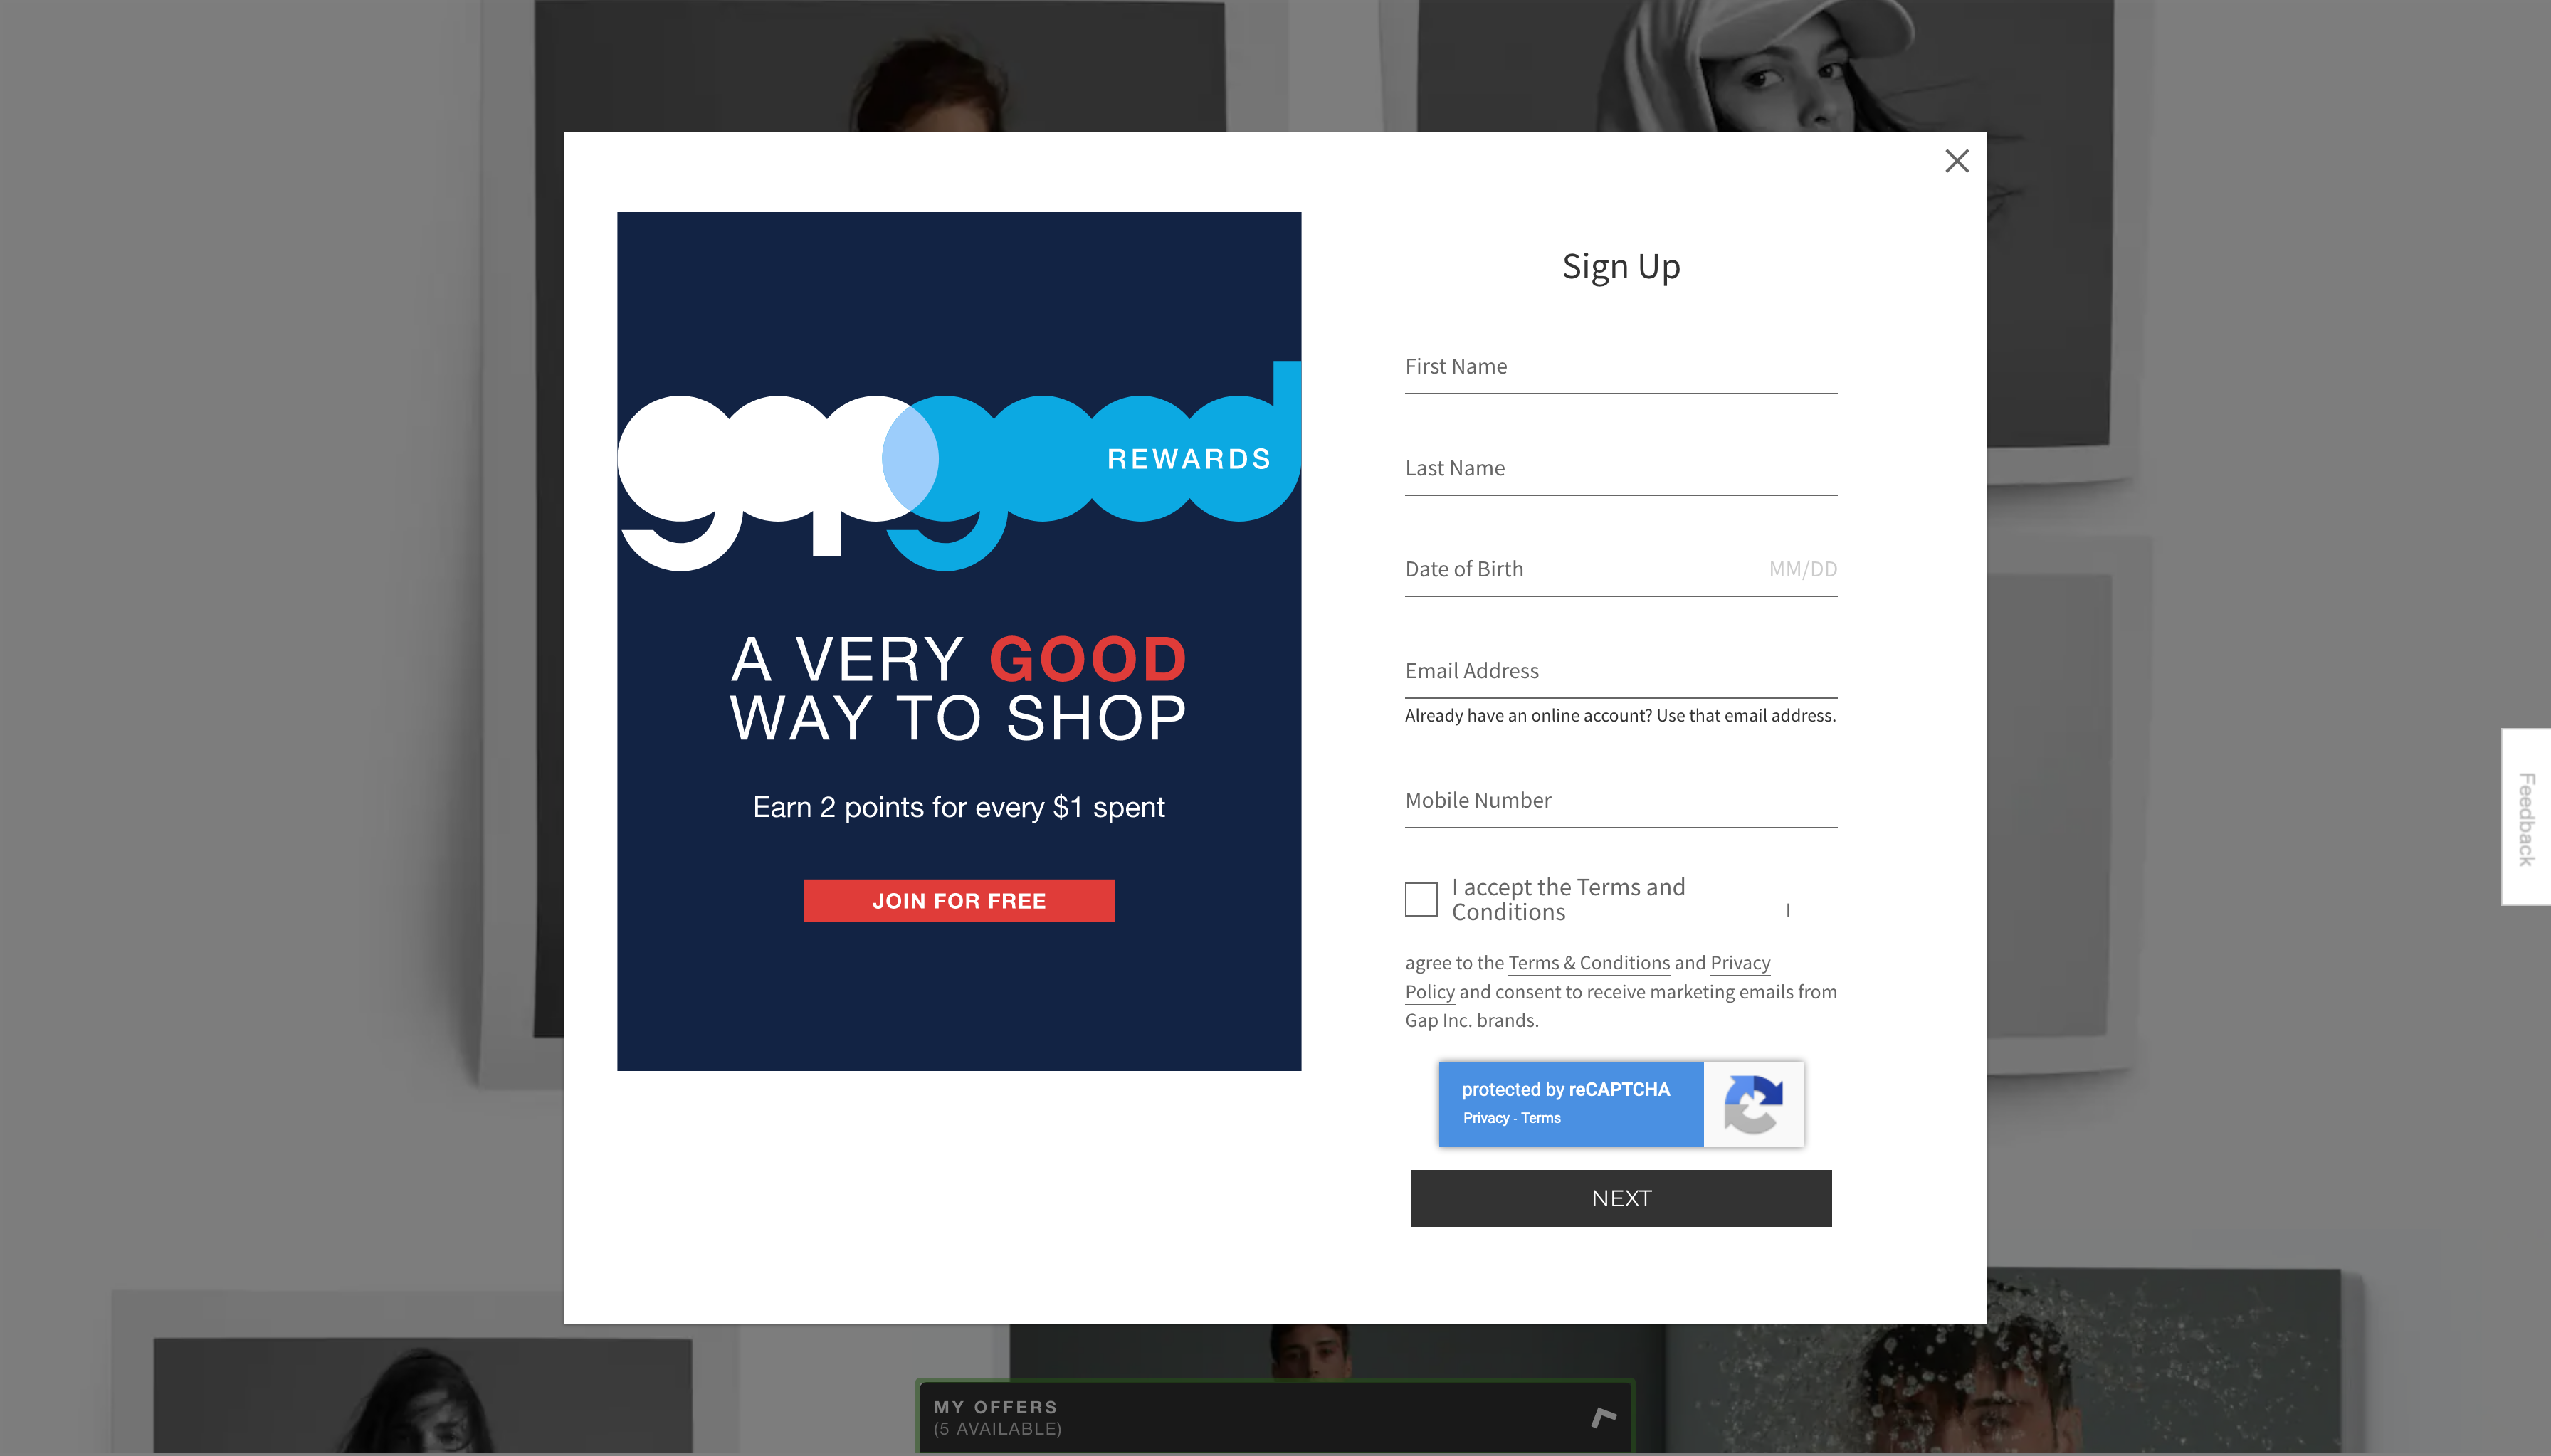 gapgood
REWARDS
A VERY GOOD
WAY TO SHOP
Earn 2 points for every $1 spent
JOIN FOR FREE
Sign Up
First Name
Last Name
Date of Birth MM/DD
Email Address
Already have an online account? Use that email address.
Mobile Number
I accept the Terms and
Conditions I
agree to the Terms & Conditions and Privacy
Policy and consent to receive marketing emails from
Gap Inc. brands.
protected by reCAPTCHA
Privacy - Terms
NEXT
Feedback
MY OFFERS
(5 AVAILABLE)